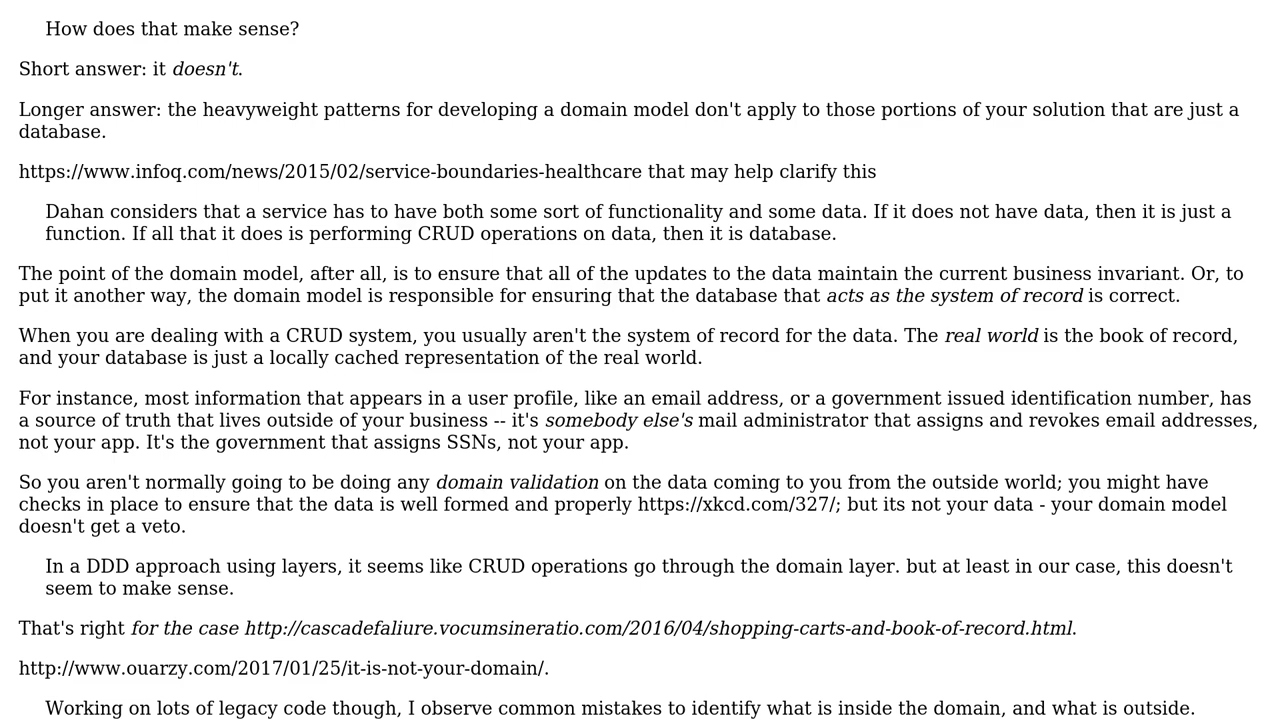 How does that make sense?
Short answer: it doesn't.
Longer answer: the heavyweight patterns for developing a domain model don't apply to those portions of your solution that are just a
database.
https://www.infoq.com/news/2015/02/service-boundaries-healthcare that may help clarify this
Dahan considers that a service has to have both some sort of functionality and some data. If it does not have data, then it is just a
function. If all that it does is performing CRUD operations on data, then it is database.
The point of the domain model, after all, is to ensure that all of the updates to the data maintain the current business invariant. Or, to
put it another way, the domain model is responsible for ensuring that the database that acts as the system of record is correct.
When you are dealing with a CRUD system, you usually aren't the system of record for the data. The real world is the book of record,
and your database is just a locally cached representation of the real world.
For instance, most information that appears in a user profile, like an email address, or a government issued identification number, has
a source of truth that lives outside of your business -- it's somebody else's mail administrator that assigns and revokes email addresses,
not your app. It's the government that assigns SSNs, not your app.
So you aren't normally going to be doing any domain validation on the data coming to you from the outside world; you might have
checks in place to ensure that the data is well formed and properly https://xkcd.com/327/; but its not your data - your domain model
doesn't get a veto.
In a DDD approach using layers, it seems like CRUD operations go through the domain layer. but at least in our case, this doesn't
seem to make sense.
That's right for the case http://cascadefaliure.vocumsineratio.com/2016/04/shopping-carts-and-book-of-record.html.
http://www.ouarzy.com/2017/01/25/it-is-not-your-domain/.
Working on lots of legacy code though, I observe common mistakes to identify what is inside the domain, and what is outside.